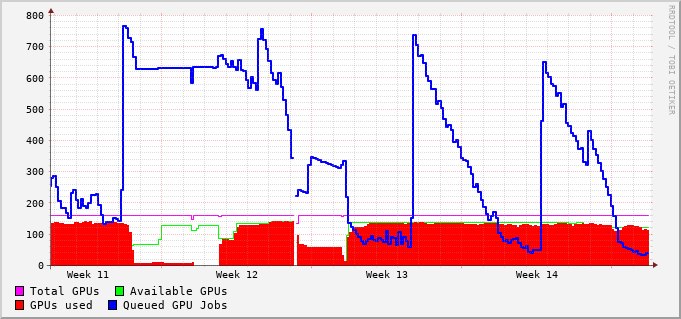 800
700
600
500
400
300
200
100
0
Week 11 Week 12 Week 13 Week 14
Total GPUs Available GPUs
GPUs used Queued GPU Jobs
RRDTOOL / TOBI OETIKER